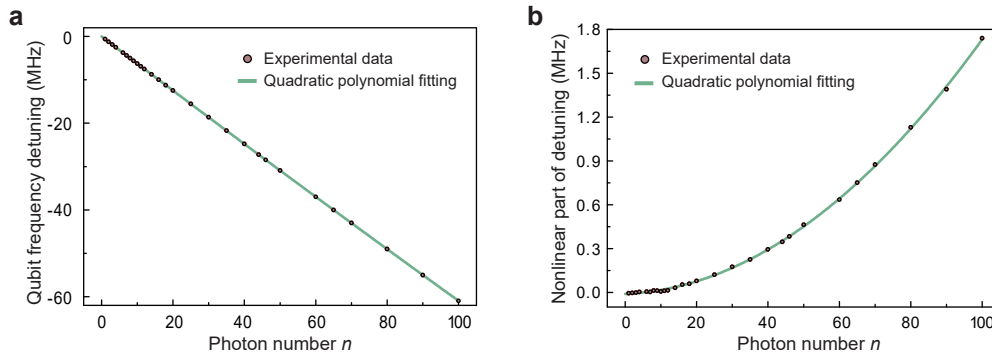 a
Qubit frequency detuning (MHz)
0
-20
-40
-60
Experimental data
Quadratic polynomial fitting
0 20 40 60 80 100
Photon number n
b
Nonlinear part of detuning (MHz)
1.8
1.5
1.2
0.9
0.6
0.3
0.0
Experimental data
Quadratic polynomial fitting
0 20 40 60 80 100
Photon number n